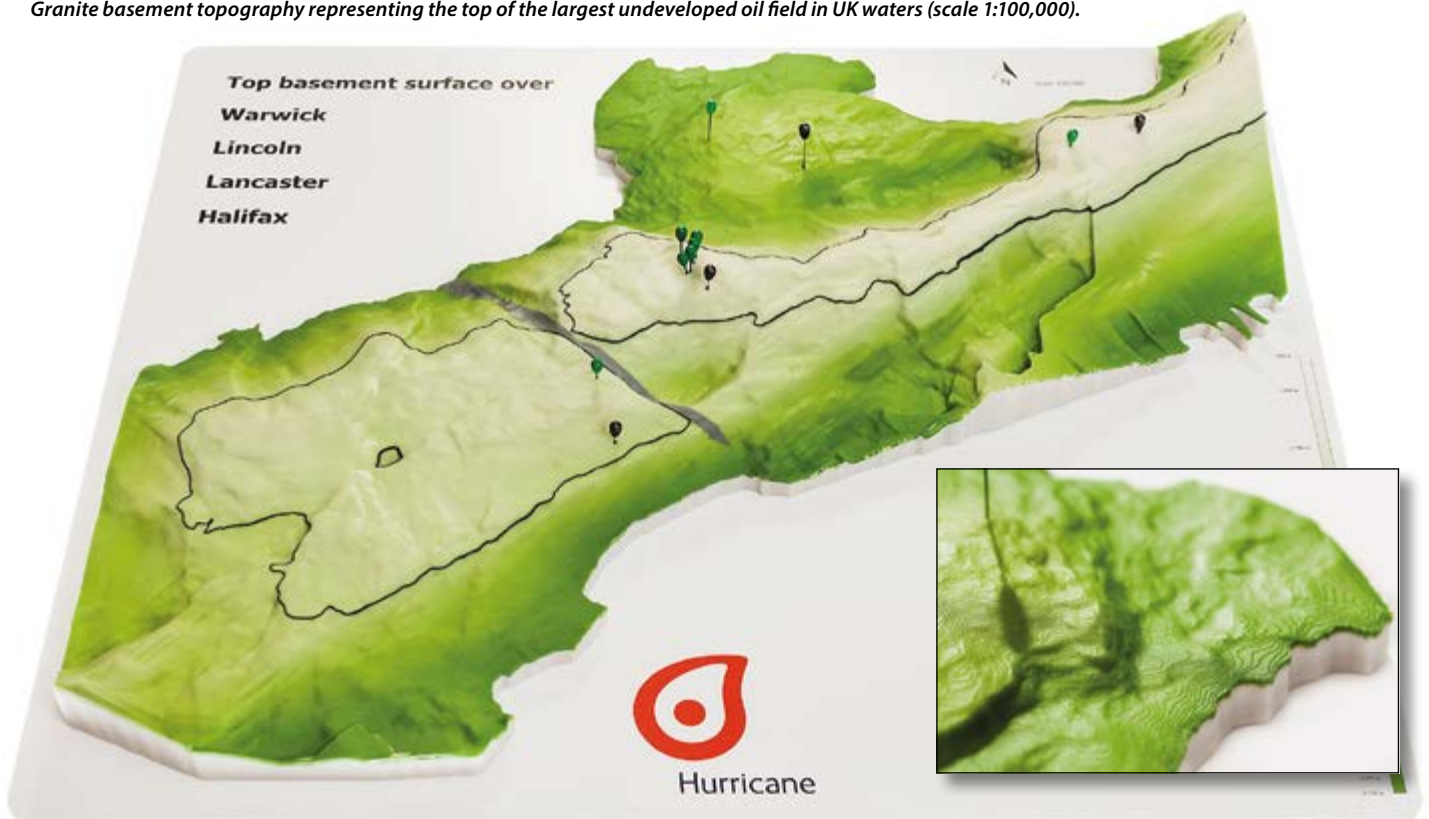 Granite basement topography representing the top of the largest undeveloped oil field in UK waters (scale 1:100,000).
Top basement surface over
Warwick
Lincoln
Lancaster
Halifax
N
Hurricane